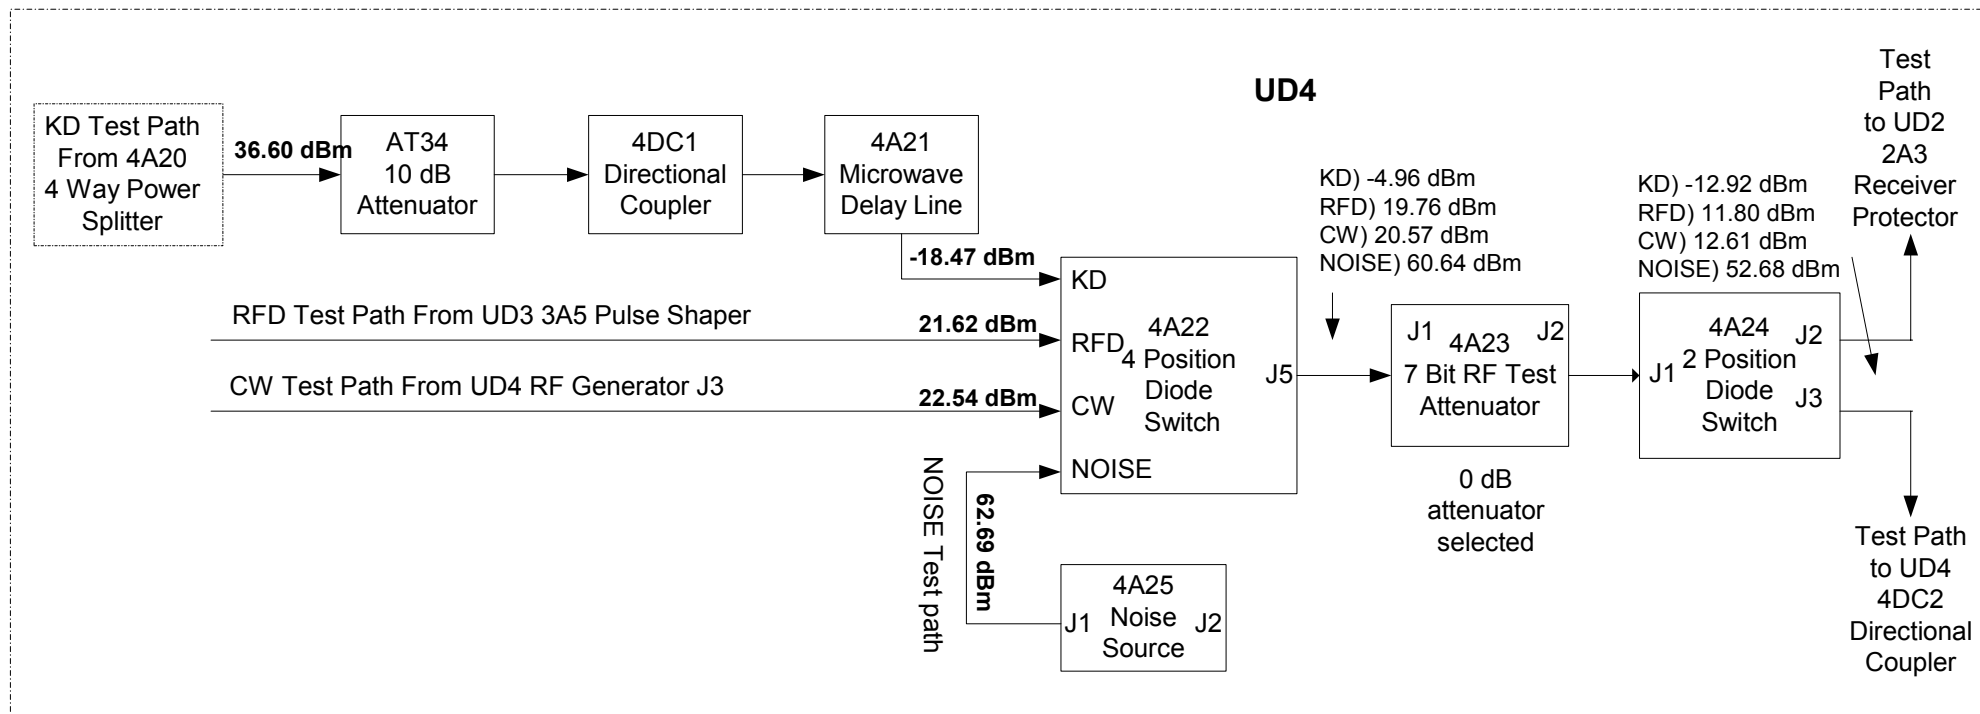 UD4
KD Test Path
From 4A20
4 Way Power
Splitter
36.60 dBm
AT34
10 dB
Attenuator
4DC1
Directional
Coupler
4A21
Microwave
Delay Line
-18.47 dBm
RFD Test Path From UD3 3A5 Pulse Shaper
21.62 dBm
CW Test Path From UD4 RF Generator J3
22.54 dBm
NOISE Test path
62.69 dBm
4A25
Noise
Source
J1
J2
KD
RFD
CW
NOISE
4A22
4 Position
Diode
Switch
J5
KD) -4.96 dBm
RFD) 19.76 dBm
CW) 20.57 dBm
NOISE) 60.64 dBm
J1
J2
4A23
7 Bit RF Test
Attenuator
0 dB
attenuator
selected
KD) -12.92 dBm
RFD) 11.80 dBm
CW) 12.61 dBm
NOISE) 52.68 dBm
J1
4A24
2 Position
Diode
Switch
J2
J3
Test
Path
to UD2
2A3
Receiver
Protector
Test Path
to UD4
4DC2
Directional
Coupler